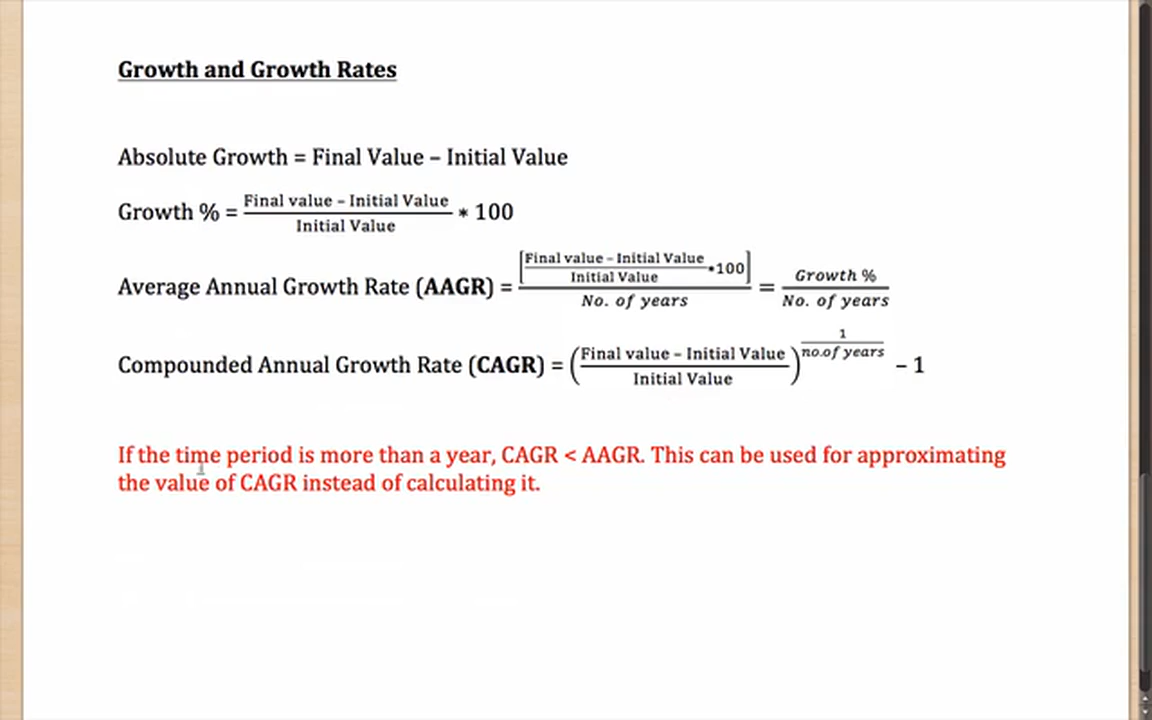 Growth and Growth Rates
Absolute Growth = Final Value – Initial Value
Growth % = (Final value – Initial Value / Initial Value) * 100
Average Annual Growth Rate (AAGR) = [Final value – Initial Value / Initial Value *100] / No. of years = Growth % / No. of years
Compounded Annual Growth Rate (CAGR) = (Final value – Initial Value / Initial Value)^(1 / no.of years) – 1
If the time period is more than a year, CAGR < AAGR. This can be used for approximating
the value of CAGR instead of calculating it.